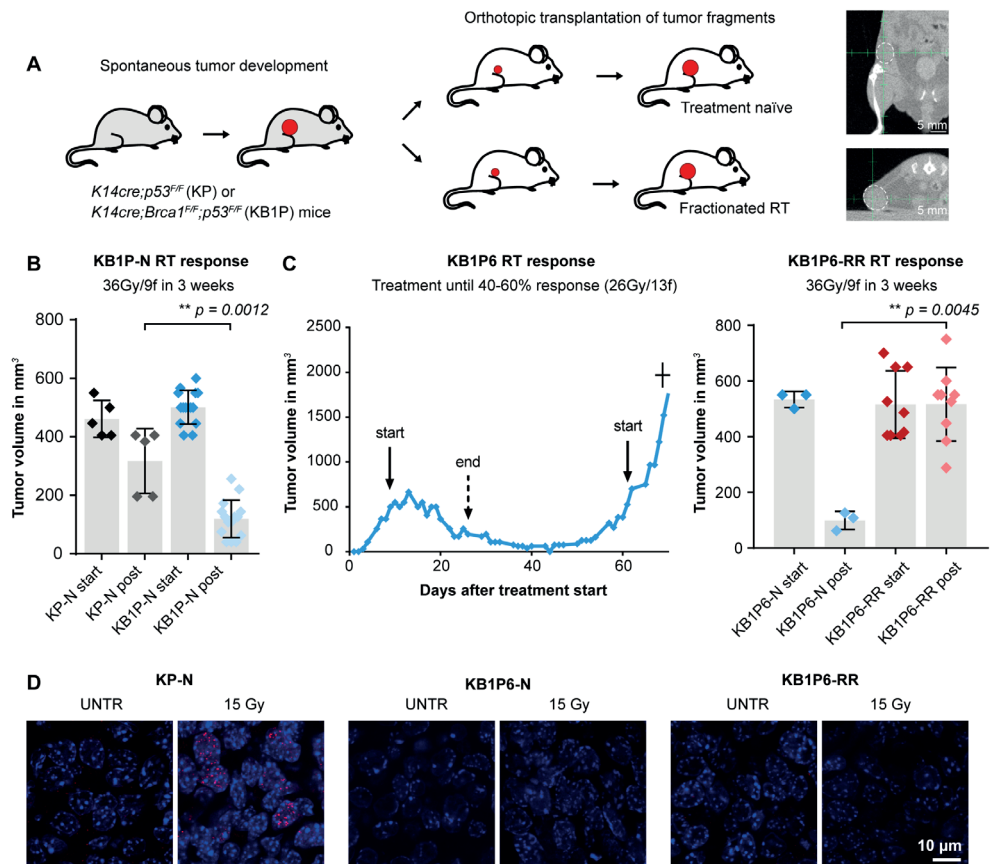 A
Spontaneous tumor development
K14cre;p53F/F (KP) or
K14cre;Brca1F/F;p53F/F (KB1P) mice
Orthotopic transplantation of tumor fragments
Treatment naïve
Fractionated RT
5 mm
5 mm
B
KB1P-N RT response
36Gy/9f in 3 weeks
** p = 0.0012
Tumor volume in mm³
800
600
400
200
0
KP-N start
KP-N post
KB1P-N start
KB1P-N post
C
KB1P6 RT response
Treatment until 40-60% response (26Gy/13f)
Tumor volume in mm³
2500
2000
1500
1000
500
0
start
end
start
0
20
40
60
Days after treatment start
KB1P6-RR RT response
36Gy/9f in 3 weeks
** p = 0.0045
Tumor volume in mm³
800
600
400
200
0
KB1P6-N start
KB1P6-N post
KB1P6-RR start
KB1P6-RR post
D
KP-N
UNTR
15 Gy
KB1P6-N
UNTR
15 Gy
KB1P6-RR
UNTR
15 Gy
10 µm